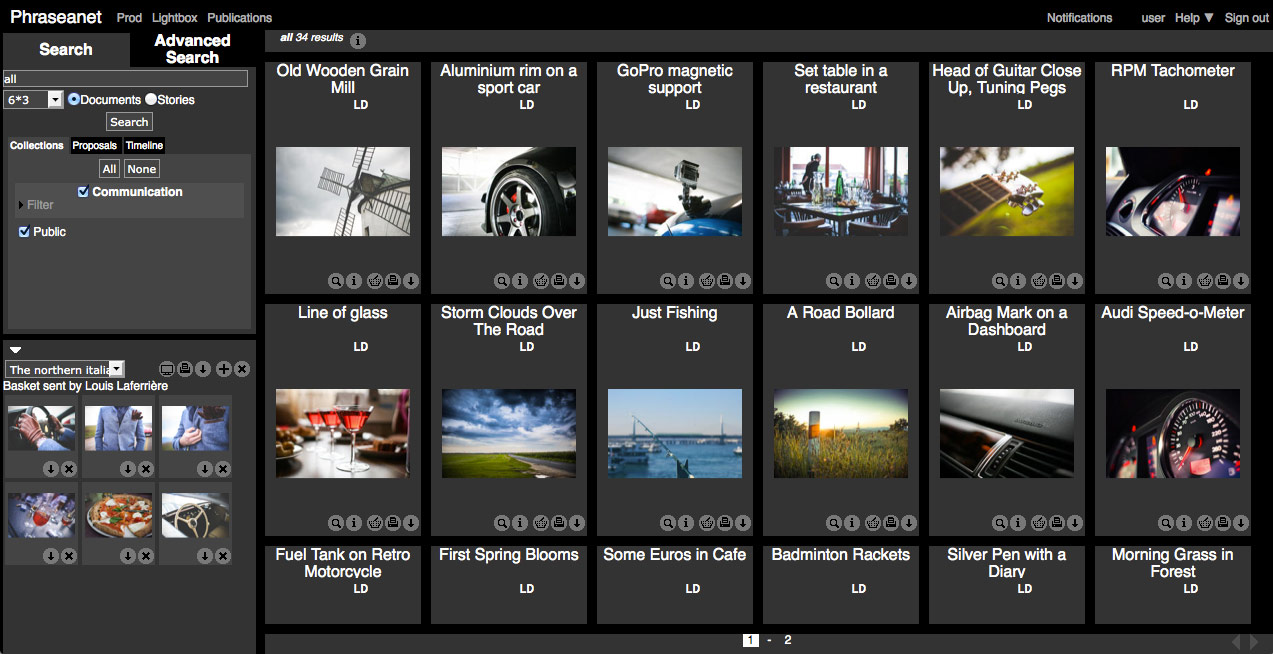 Phraseanet Prod Lightbox Publications Notifications user Help ▼ Sign out
Search
Advanced
Search
all 34 results
all
6*3 Documents Stories
Search
Collections Proposals Timeline
All None
Communication
Filter
Public
The northern italia
Basket sent by Louis Laferrière
Old Wooden Grain
Mill
LD
Aluminium rim on a
sport car
LD
GoPro magnetic
support
LD
Set table in a
restaurant
LD
Head of Guitar Close
Up, Tuning Pegs
LD
RPM Tachometer
LD
Line of glass
LD
Storm Clouds Over
The Road
LD
Just Fishing
LD
A Road Bollard
LD
Airbag Mark on a
Dashboard
LD
Audi Speed-o-Meter
LD
Fuel Tank on Retro
Motorcycle
LD
First Spring Blooms
LD
Some Euros in Cafe
LD
Badminton Rackets
LD
Silver Pen with a
Diary
LD
Morning Grass in
Forest
LD
1 - 2